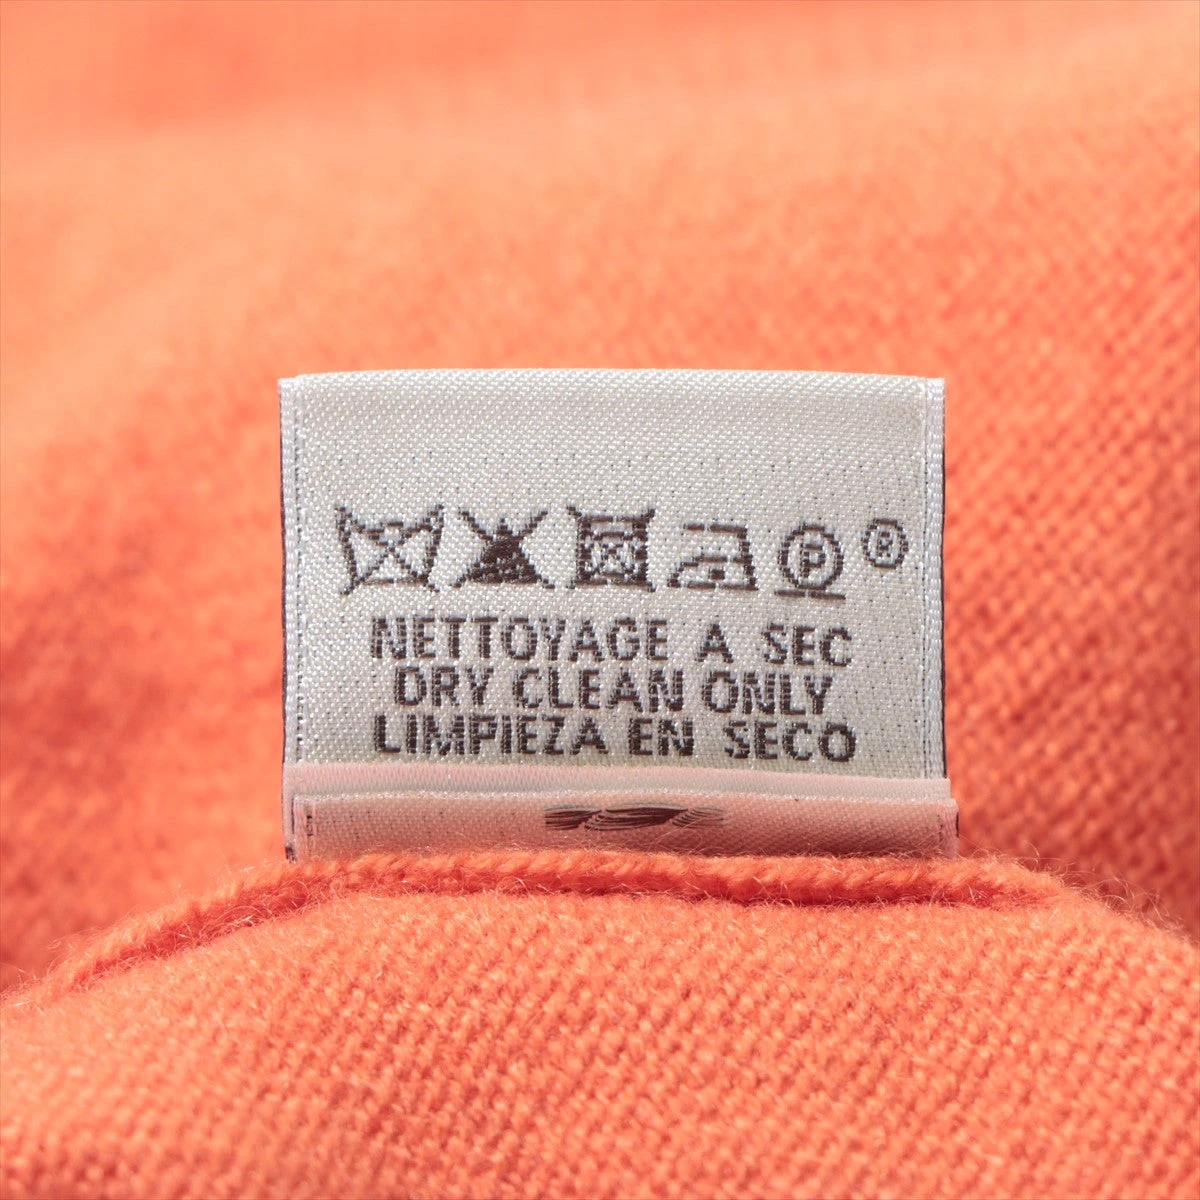 P ®
NETTOYAGE A SEC
DRY CLEAN ONLY
LIMPIEZA EN SECO